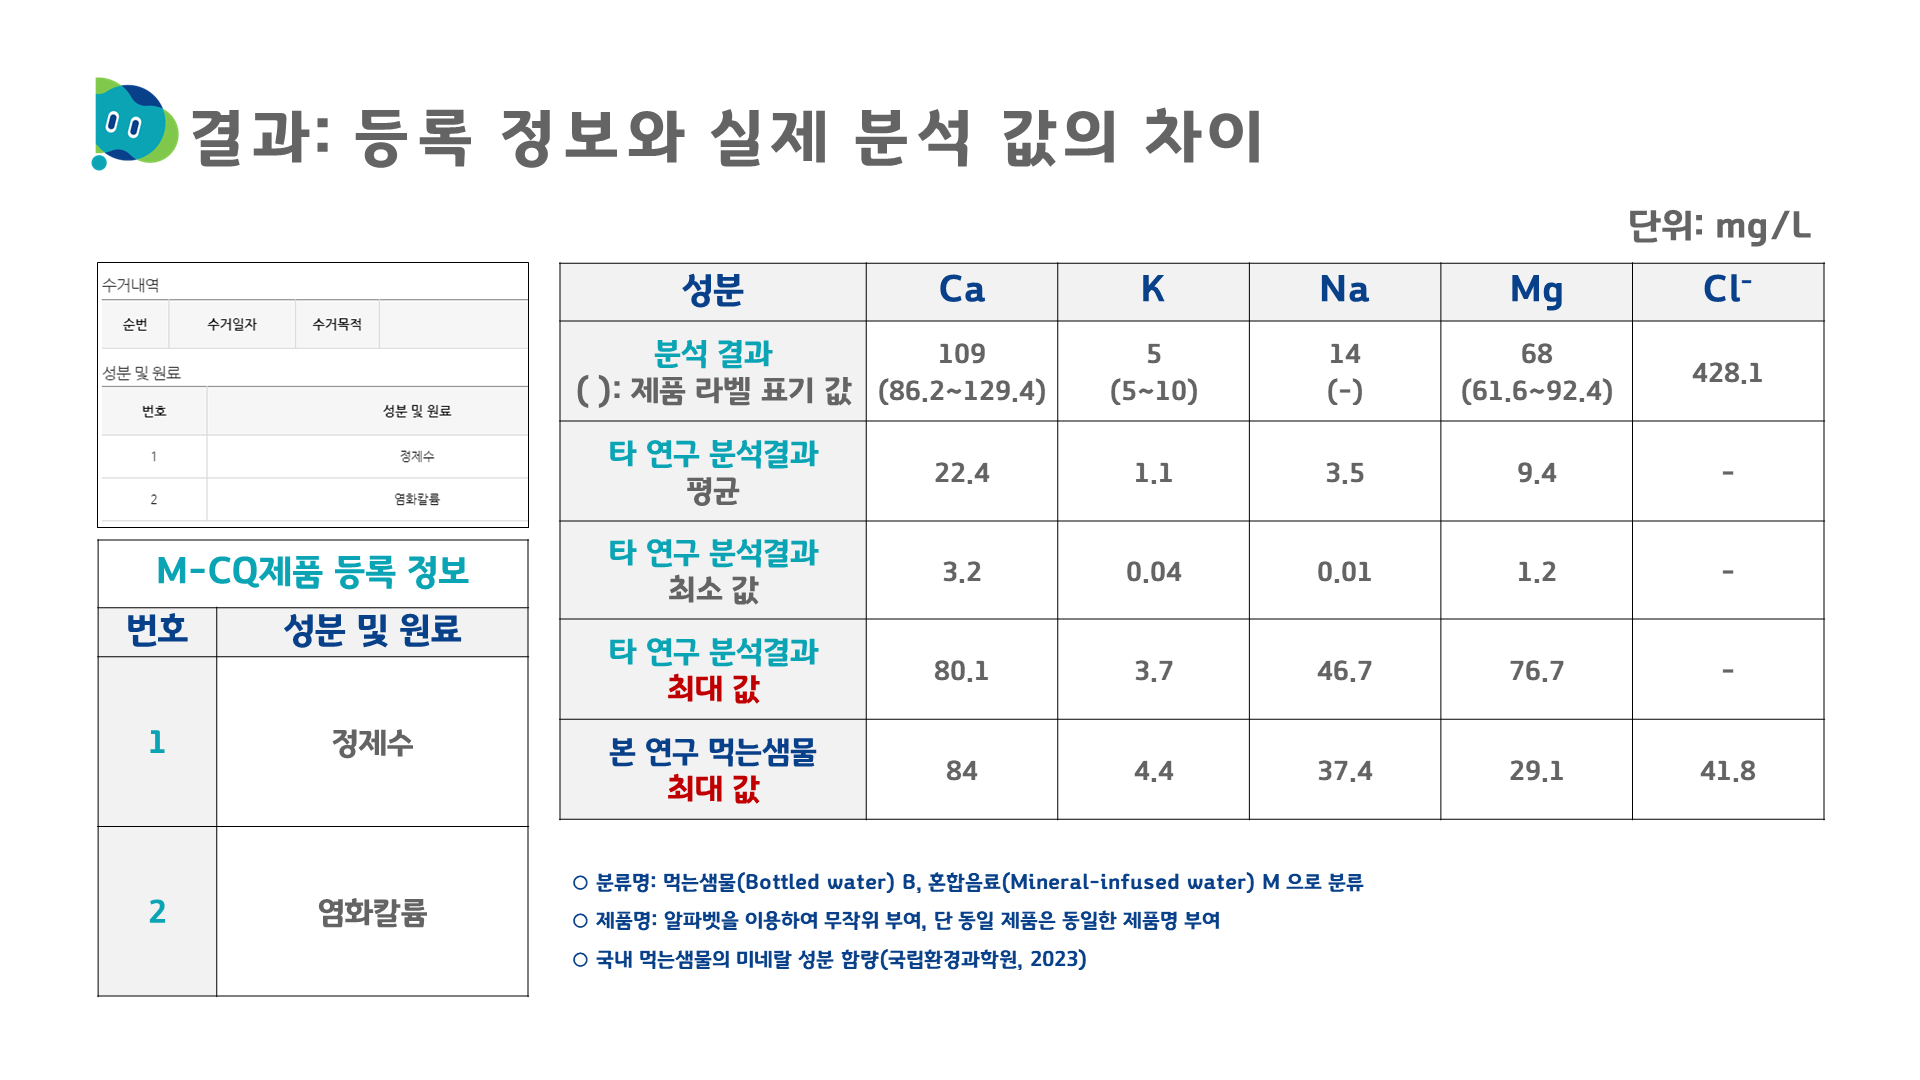 결과: 등록 정보와 실제 분석 값의 차이
단위: mg/L
수거내역
순번 수거일자 수거목적
성분 및 원료
번호 성분 및 원료
1 정제수
2 염화칼륨
M-CQ제품 등록 정보
번호 성분 및 원료
1 정제수
2 염화칼륨
성분 Ca K Na Mg Cl⁻
분석 결과
( ): 제품 라벨 표기 값
109
(86.2~129.4)
5
(5~10)
14
(-)
68
(61.6~92.4)
428.1
타 연구 분석결과
평균
22.4 1.1 3.5 9.4 -
타 연구 분석결과
최소 값
3.2 0.04 0.01 1.2 -
타 연구 분석결과
최대 값
80.1 3.7 46.7 76.7 -
본 연구 먹는샘물
최대 값
84 4.4 37.4 29.1 41.8
○ 분류명: 먹는샘물(Bottled water) B, 혼합음료(Mineral-infused water) M 으로 분류
○ 제품명: 알파벳을 이용하여 무작위 부여, 단 동일 제품은 동일한 제품명 부여
○ 국내 먹는샘물의 미네랄 성분 함량(국립환경과학원, 2023)